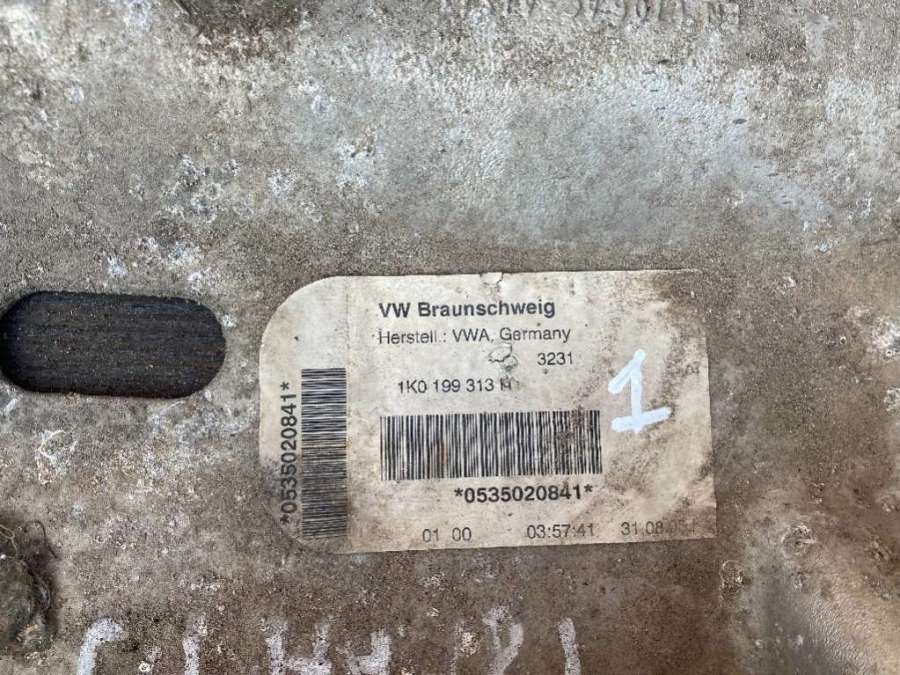 VW Braunschweig
Herstell.: VWA, Germany
3231
1K0 199 313 H
1
*0535020841*
*0535020841*
01 00 03:57:41